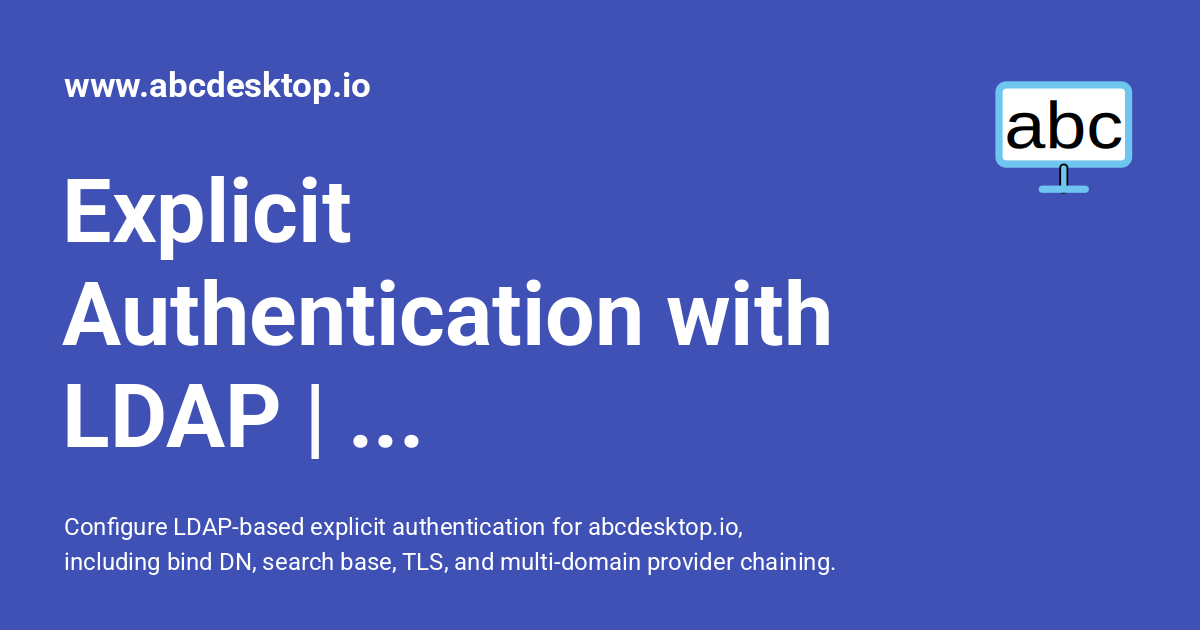 www.abcdesktop.io
abc
Explicit
Authentication with
LDAP | ...
Configure LDAP-based explicit authentication for abcdesktop.io,
including bind DN, search base, TLS, and multi-domain provider chaining.